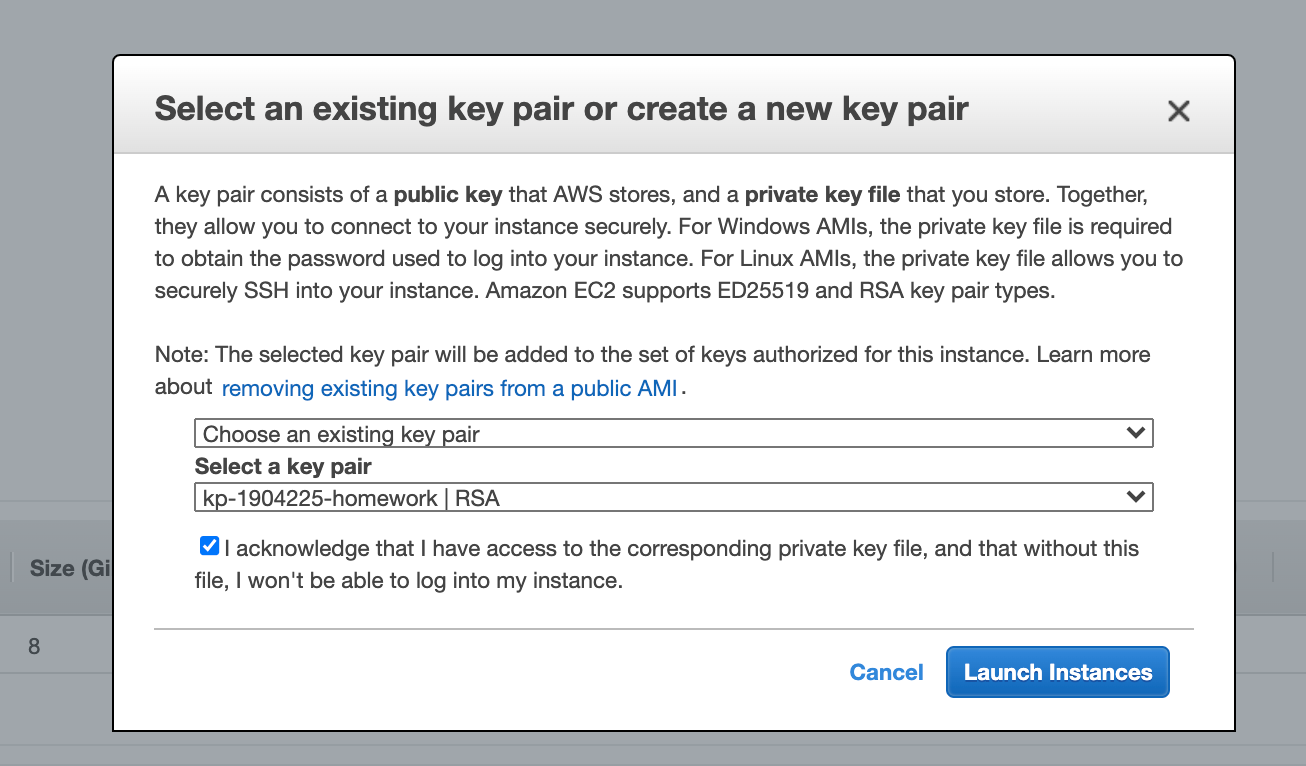 Select an existing key pair or create a new key pair
A key pair consists of a public key that AWS stores, and a private key file that you store. Together,
they allow you to connect to your instance securely. For Windows AMIs, the private key file is required
to obtain the password used to log into your instance. For Linux AMIs, the private key file allows you to
securely SSH into your instance. Amazon EC2 supports ED25519 and RSA key pair types.
Note: The selected key pair will be added to the set of keys authorized for this instance. Learn more
about removing existing key pairs from a public AMI.
Choose an existing key pair
Select a key pair
kp-1904225-homework | RSA
I acknowledge that I have access to the corresponding private key file, and that without this
file, I won't be able to log into my instance.
Size (Gi
8
Cancel
Launch Instances